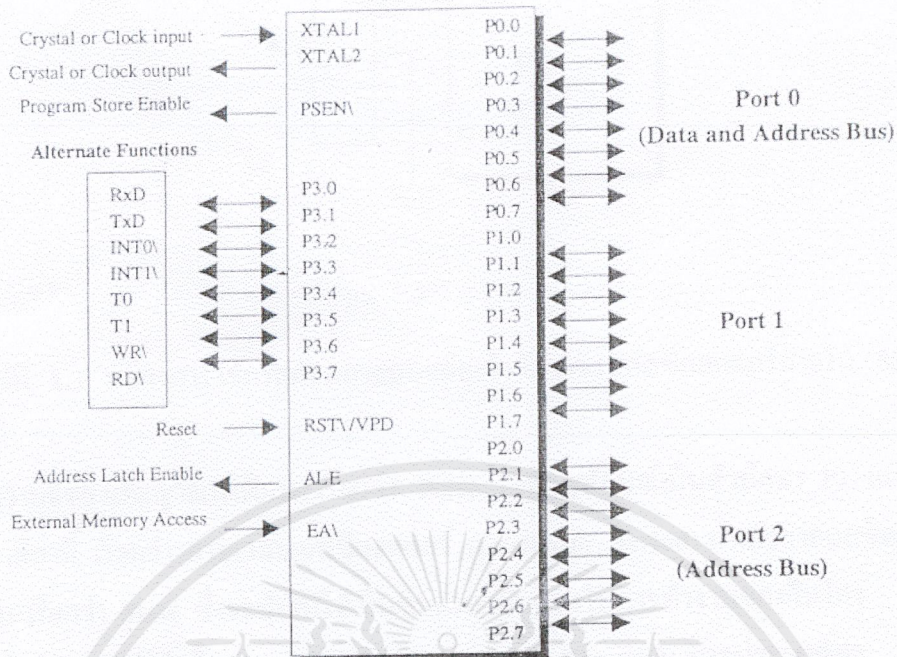 Crystal or Clock input
Crystal or Clock output
Program Store Enable
Alternate Functions
RxD
TxD
INT0\
INT1\
T0
T1
WR\
RD\
Reset
Address Latch Enable
External Memory Access
XTAL1
XTAL2
PSEN\
P3.0
P3.1
P3.2
P3.3
P3.4
P3.5
P3.6
P3.7
RST\/VPD
ALE
EA\
P0.0
P0.1
P0.2
P0.3
P0.4
P0.5
P0.6
P0.7
P1.0
P1.1
P1.2
P1.3
P1.4
P1.5
P1.6
P1.7
P2.0
P2.1
P2.2
P2.3
P2.4
P2.5
P2.6
P2.7
Port 0
(Data and Address Bus)
Port 1
Port 2
(Address Bus)